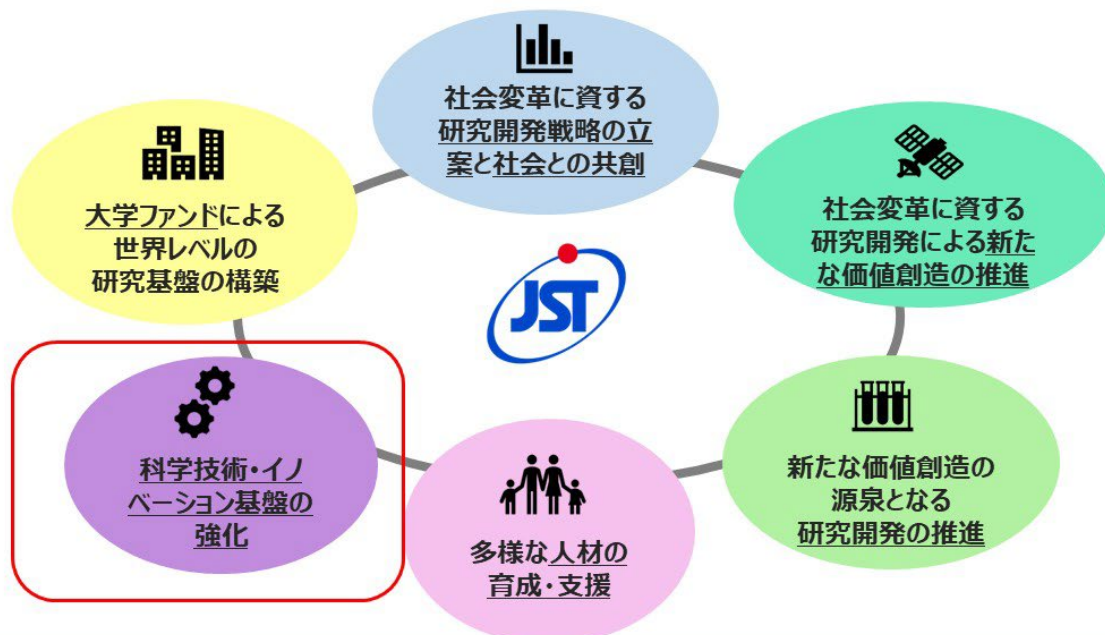 社会変革に資する
研究開発戦略の立
案と社会との共創
大学ファンドによる
世界レベルの
研究基盤の構築
社会変革に資する
研究開発による新た
な価値創造の推進
JST
科学技術・イノ
ベーション基盤の
強化
多様な人材の
育成・支援
新たな価値創造の
源泉となる
研究開発の推進